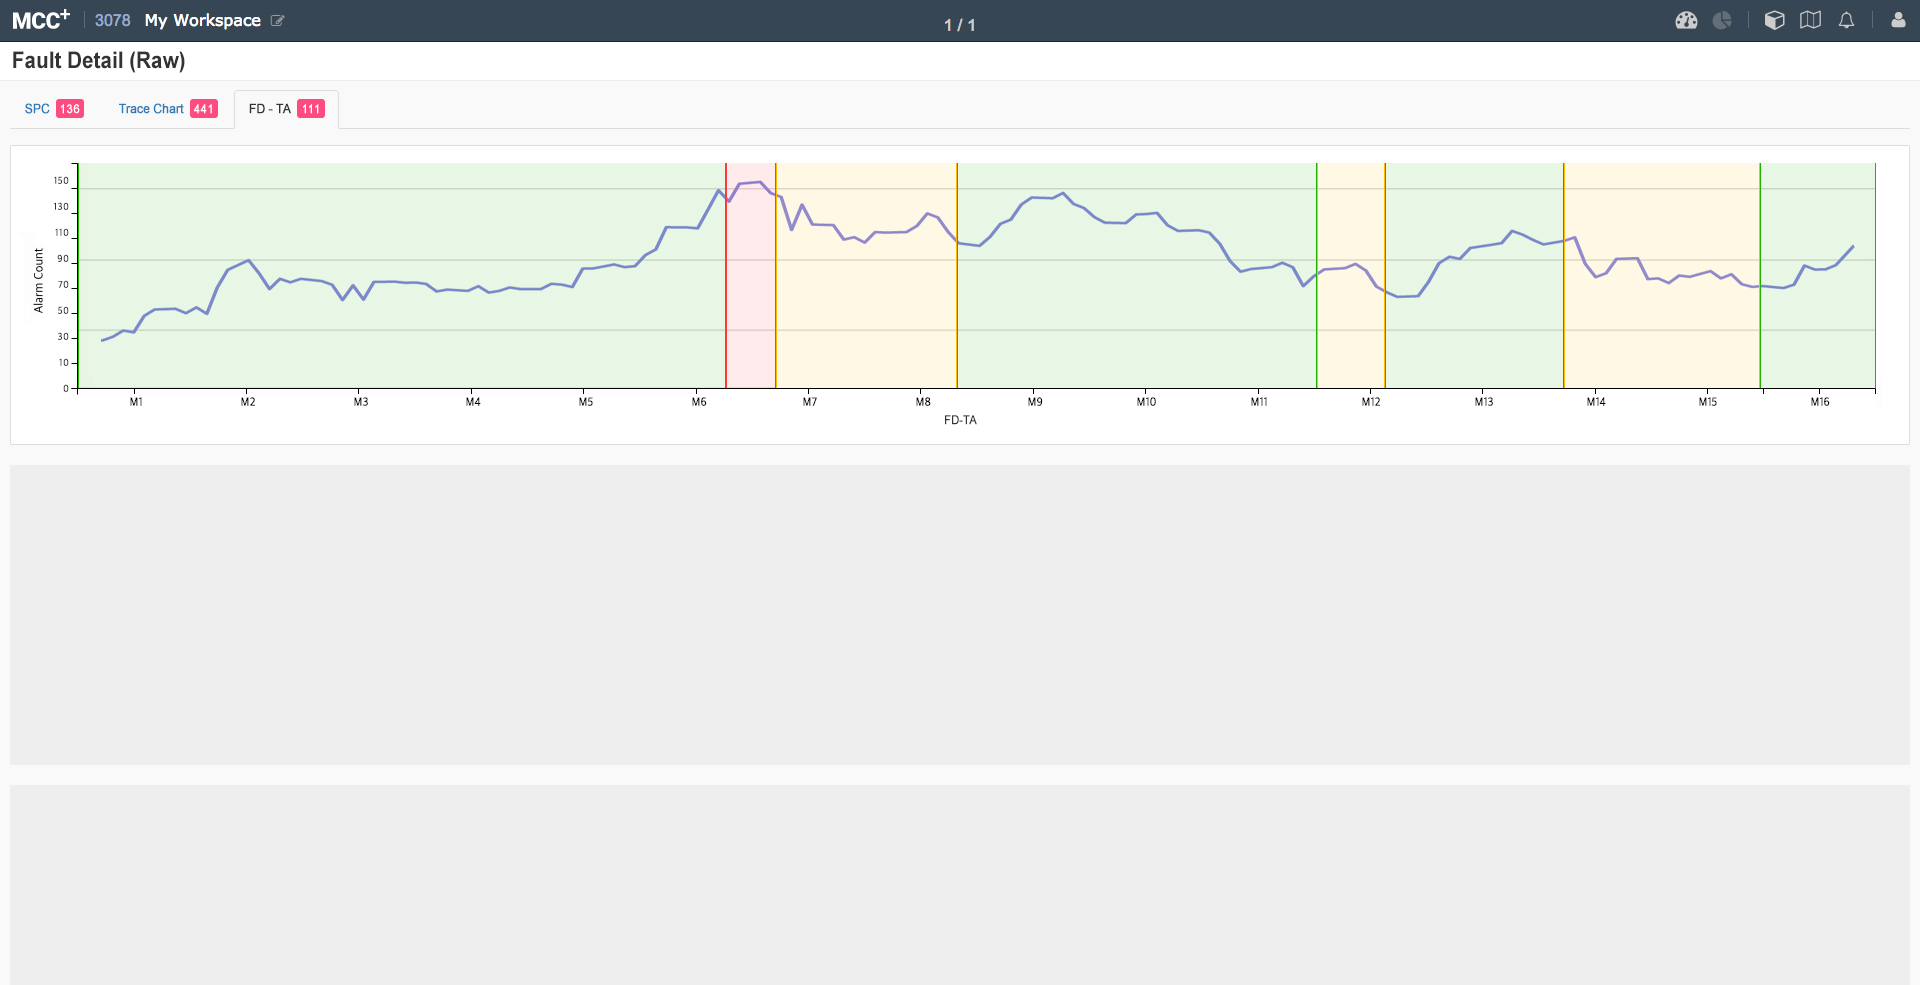 MCC+ 3078 My Workspace 1 / 1
Fault Detail (Raw)
SPC 136 Trace Chart 441 FD - TA 111
150
130
110
90
70
50
30
10
0
Alarm Count
M1 M2 M3 M4 M5 M6 M7 M8 M9 M10 M11 M12 M13 M14 M15 M16
FD-TA